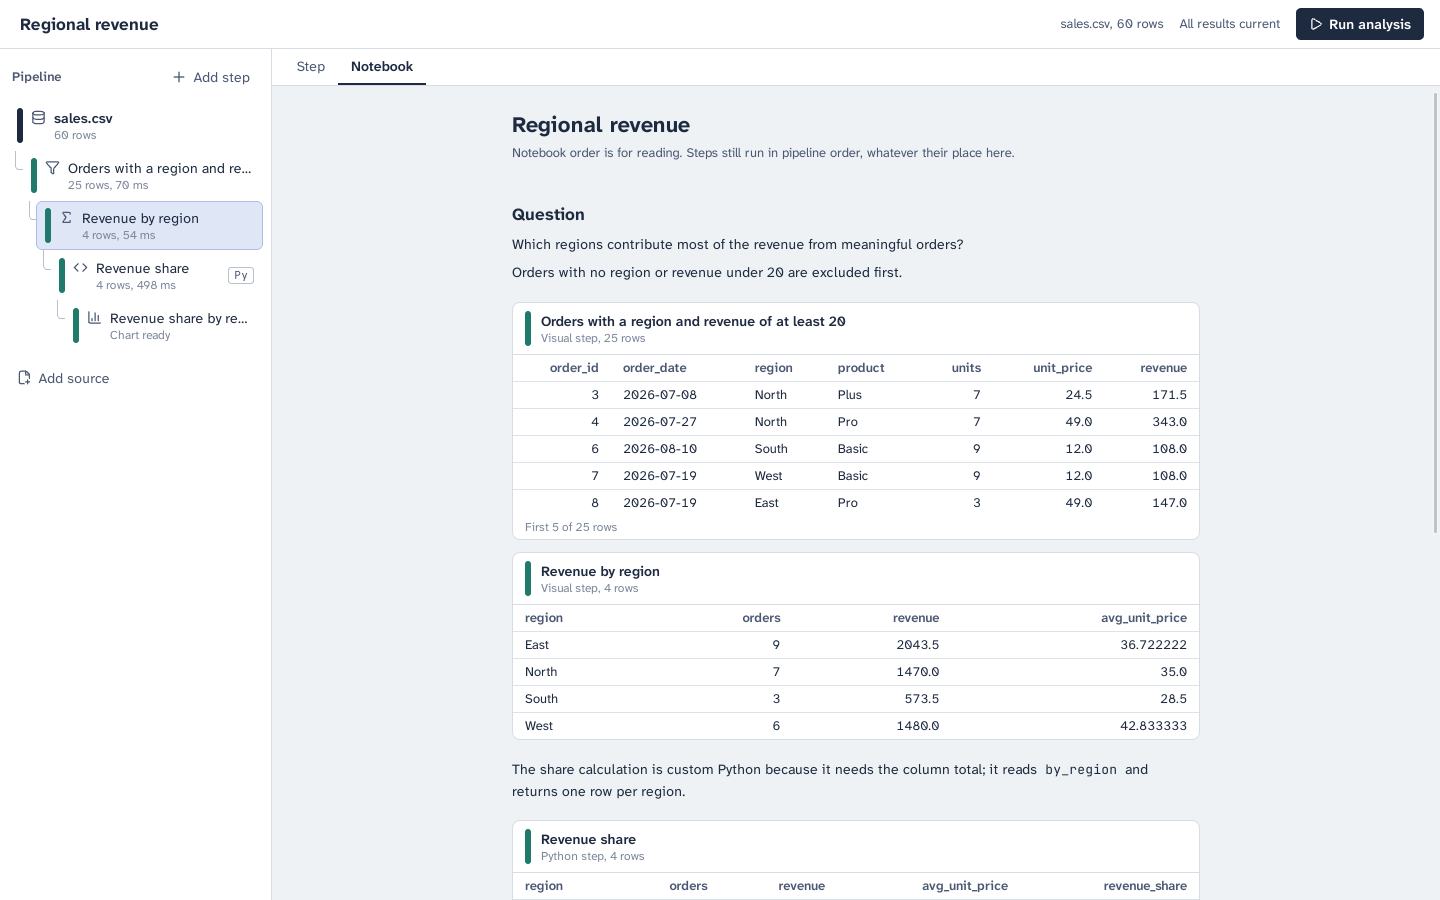 Regional revenue
sales.csv, 60 rows
All results current
Run analysis
Pipeline
Add step
sales.csv
60 rows
Orders with a region and re...
25 rows, 70 ms
Revenue by region
4 rows, 54 ms
Revenue share
4 rows, 498 ms
Py
Revenue share by re...
Chart ready
Add source
Step
Notebook
Regional revenue
Notebook order is for reading. Steps still run in pipeline order, whatever their place here.
Question
Which regions contribute most of the revenue from meaningful orders?
Orders with no region or revenue under 20 are excluded first.
Orders with a region and revenue of at least 20
Visual step, 25 rows
order_id order_date region product units unit_price revenue
3 2026-07-08 North Plus 7 24.5 171.5
4 2026-07-27 North Pro 7 49.0 343.0
6 2026-08-10 South Basic 9 12.0 108.0
7 2026-07-19 West Basic 9 12.0 108.0
8 2026-07-19 East Pro 3 49.0 147.0
First 5 of 25 rows
Revenue by region
Visual step, 4 rows
region orders revenue avg_unit_price
East 9 2043.5 36.722222
North 7 1470.0 35.0
South 3 573.5 28.5
West 6 1480.0 42.833333
The share calculation is custom Python because it needs the column total; it reads by_region and
returns one row per region.
Revenue share
Python step, 4 rows
region orders revenue avg_unit_price revenue_share